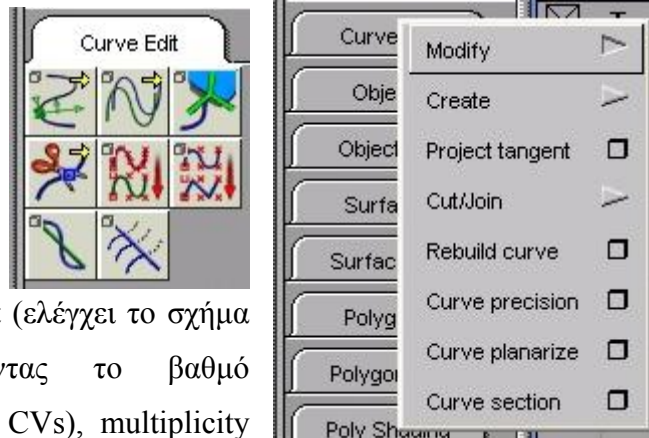 Curve Edit
Curve
Obje
Object
Surfa
Surfac
Polyg
Polygo
Poly Shading
Modify
Create
Project tangent
Cut/Join
Rebuild curve
Curve precision
Curve planarize
Curve section
(ελέγχει το σχήμα
ντας το βαθμό
CVs), multiplicity